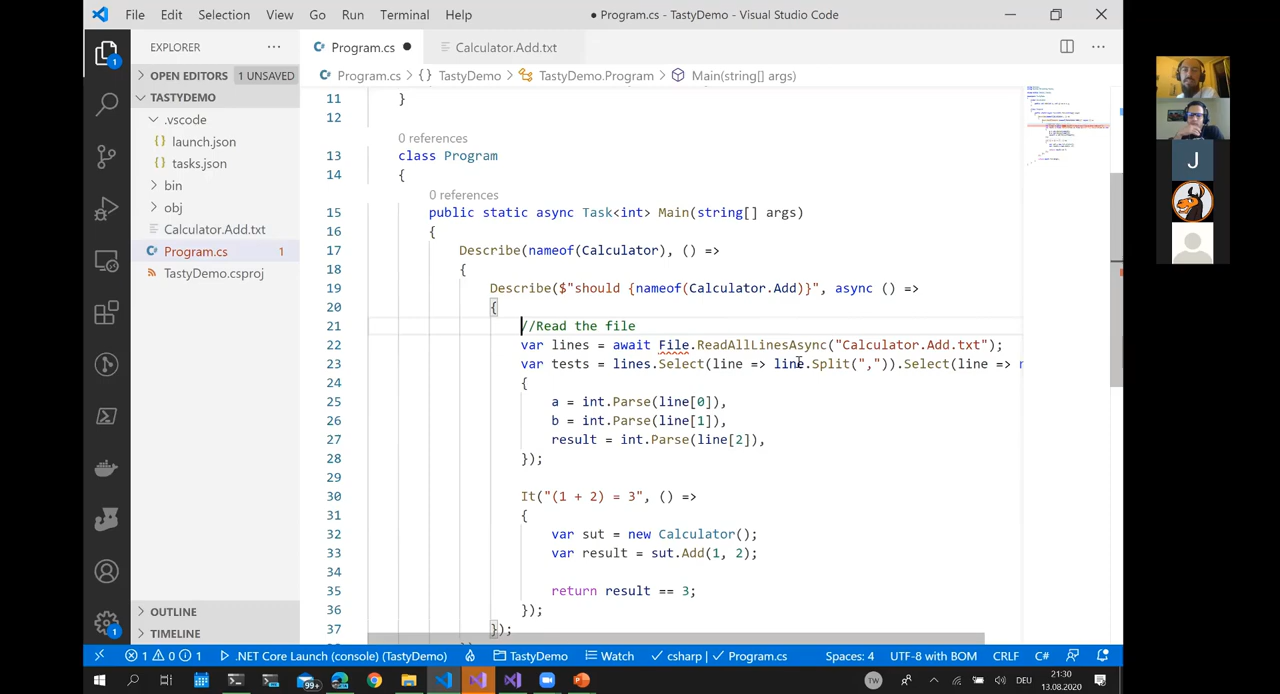 File Edit Selection View Go Run Terminal Help ● Program.cs - TastyDemo - Visual Studio Code
EXPLORER ···
Program.cs ●
Calculator.Add.txt
OPEN EDITORS 1 UNSAVED
TASTYDEMO
.vscode
launch.json
tasks.json
bin
obj
Calculator.Add.txt
Program.cs 1
TastyDemo.csproj
OUTLINE
TIMELINE
1
1
Program.cs > {} TastyDemo > TastyDemo.Program > Main(string[] args)
11 }
12
0 references
13 class Program
14 {
0 references
15 public static async Task<int> Main(string[] args)
16 {
17 Describe(nameof(Calculator), () =>
18 {
19 Describe($"should {nameof(Calculator.Add)}", async () =>
20 {
21 //Read the file
22 var lines = await File.ReadAllLinesAsync("Calculator.Add.txt");
23 var tests = lines.Select(line => line.Split(",")).Select(line => n
24 {
25 a = int.Parse(line[0]),
26 b = int.Parse(line[1]),
27 result = int.Parse(line[2]),
28 });
29
30 It("(1 + 2) = 3", () =>
31 {
32 var sut = new Calculator();
33 var result = sut.Add(1, 2);
34
35 return result == 3;
36 });
37 });
J
1 0 1 .NET Core Launch (console) (TastyDemo) TastyDemo Watch csharp | Program.cs Spaces: 4 UTF-8 with BOM CRLF C#
99+
TW
DEU
21:30
13.08.2020